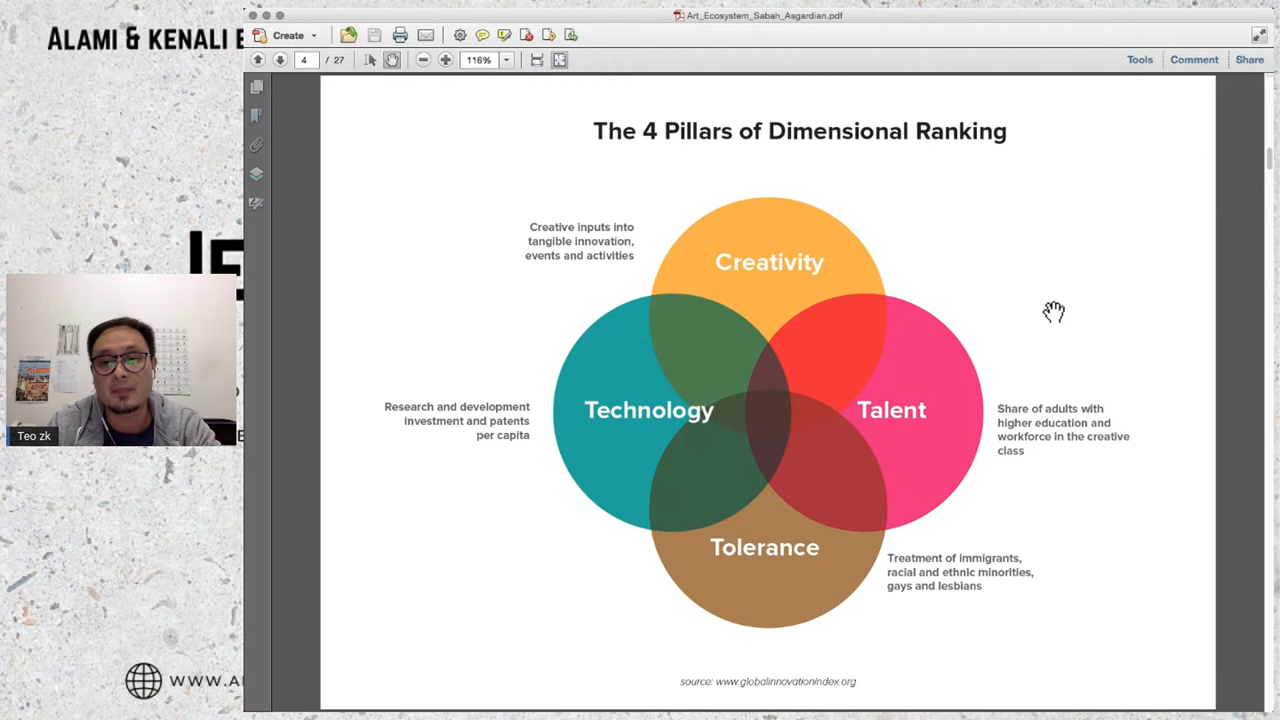 ALAMI & KENALI E
Art_Ecosystem_Sabah_Asgardian.pdf
Create
4 / 27
116%
Tools
Comment
Share
The 4 Pillars of Dimensional Ranking
Creative inputs into
tangible innovation,
events and activities
Creativity
Research and development
investment and patents
per capita
Technology
Talent
Share of adults with
higher education and
workforce in the creative
class
Tolerance
Treatment of immigrants,
racial and ethnic minorities,
gays and lesbians
source: www.globalinnovationindex.org
Teo zk
WWW.A